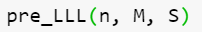 pre_LLL(n, M, S)